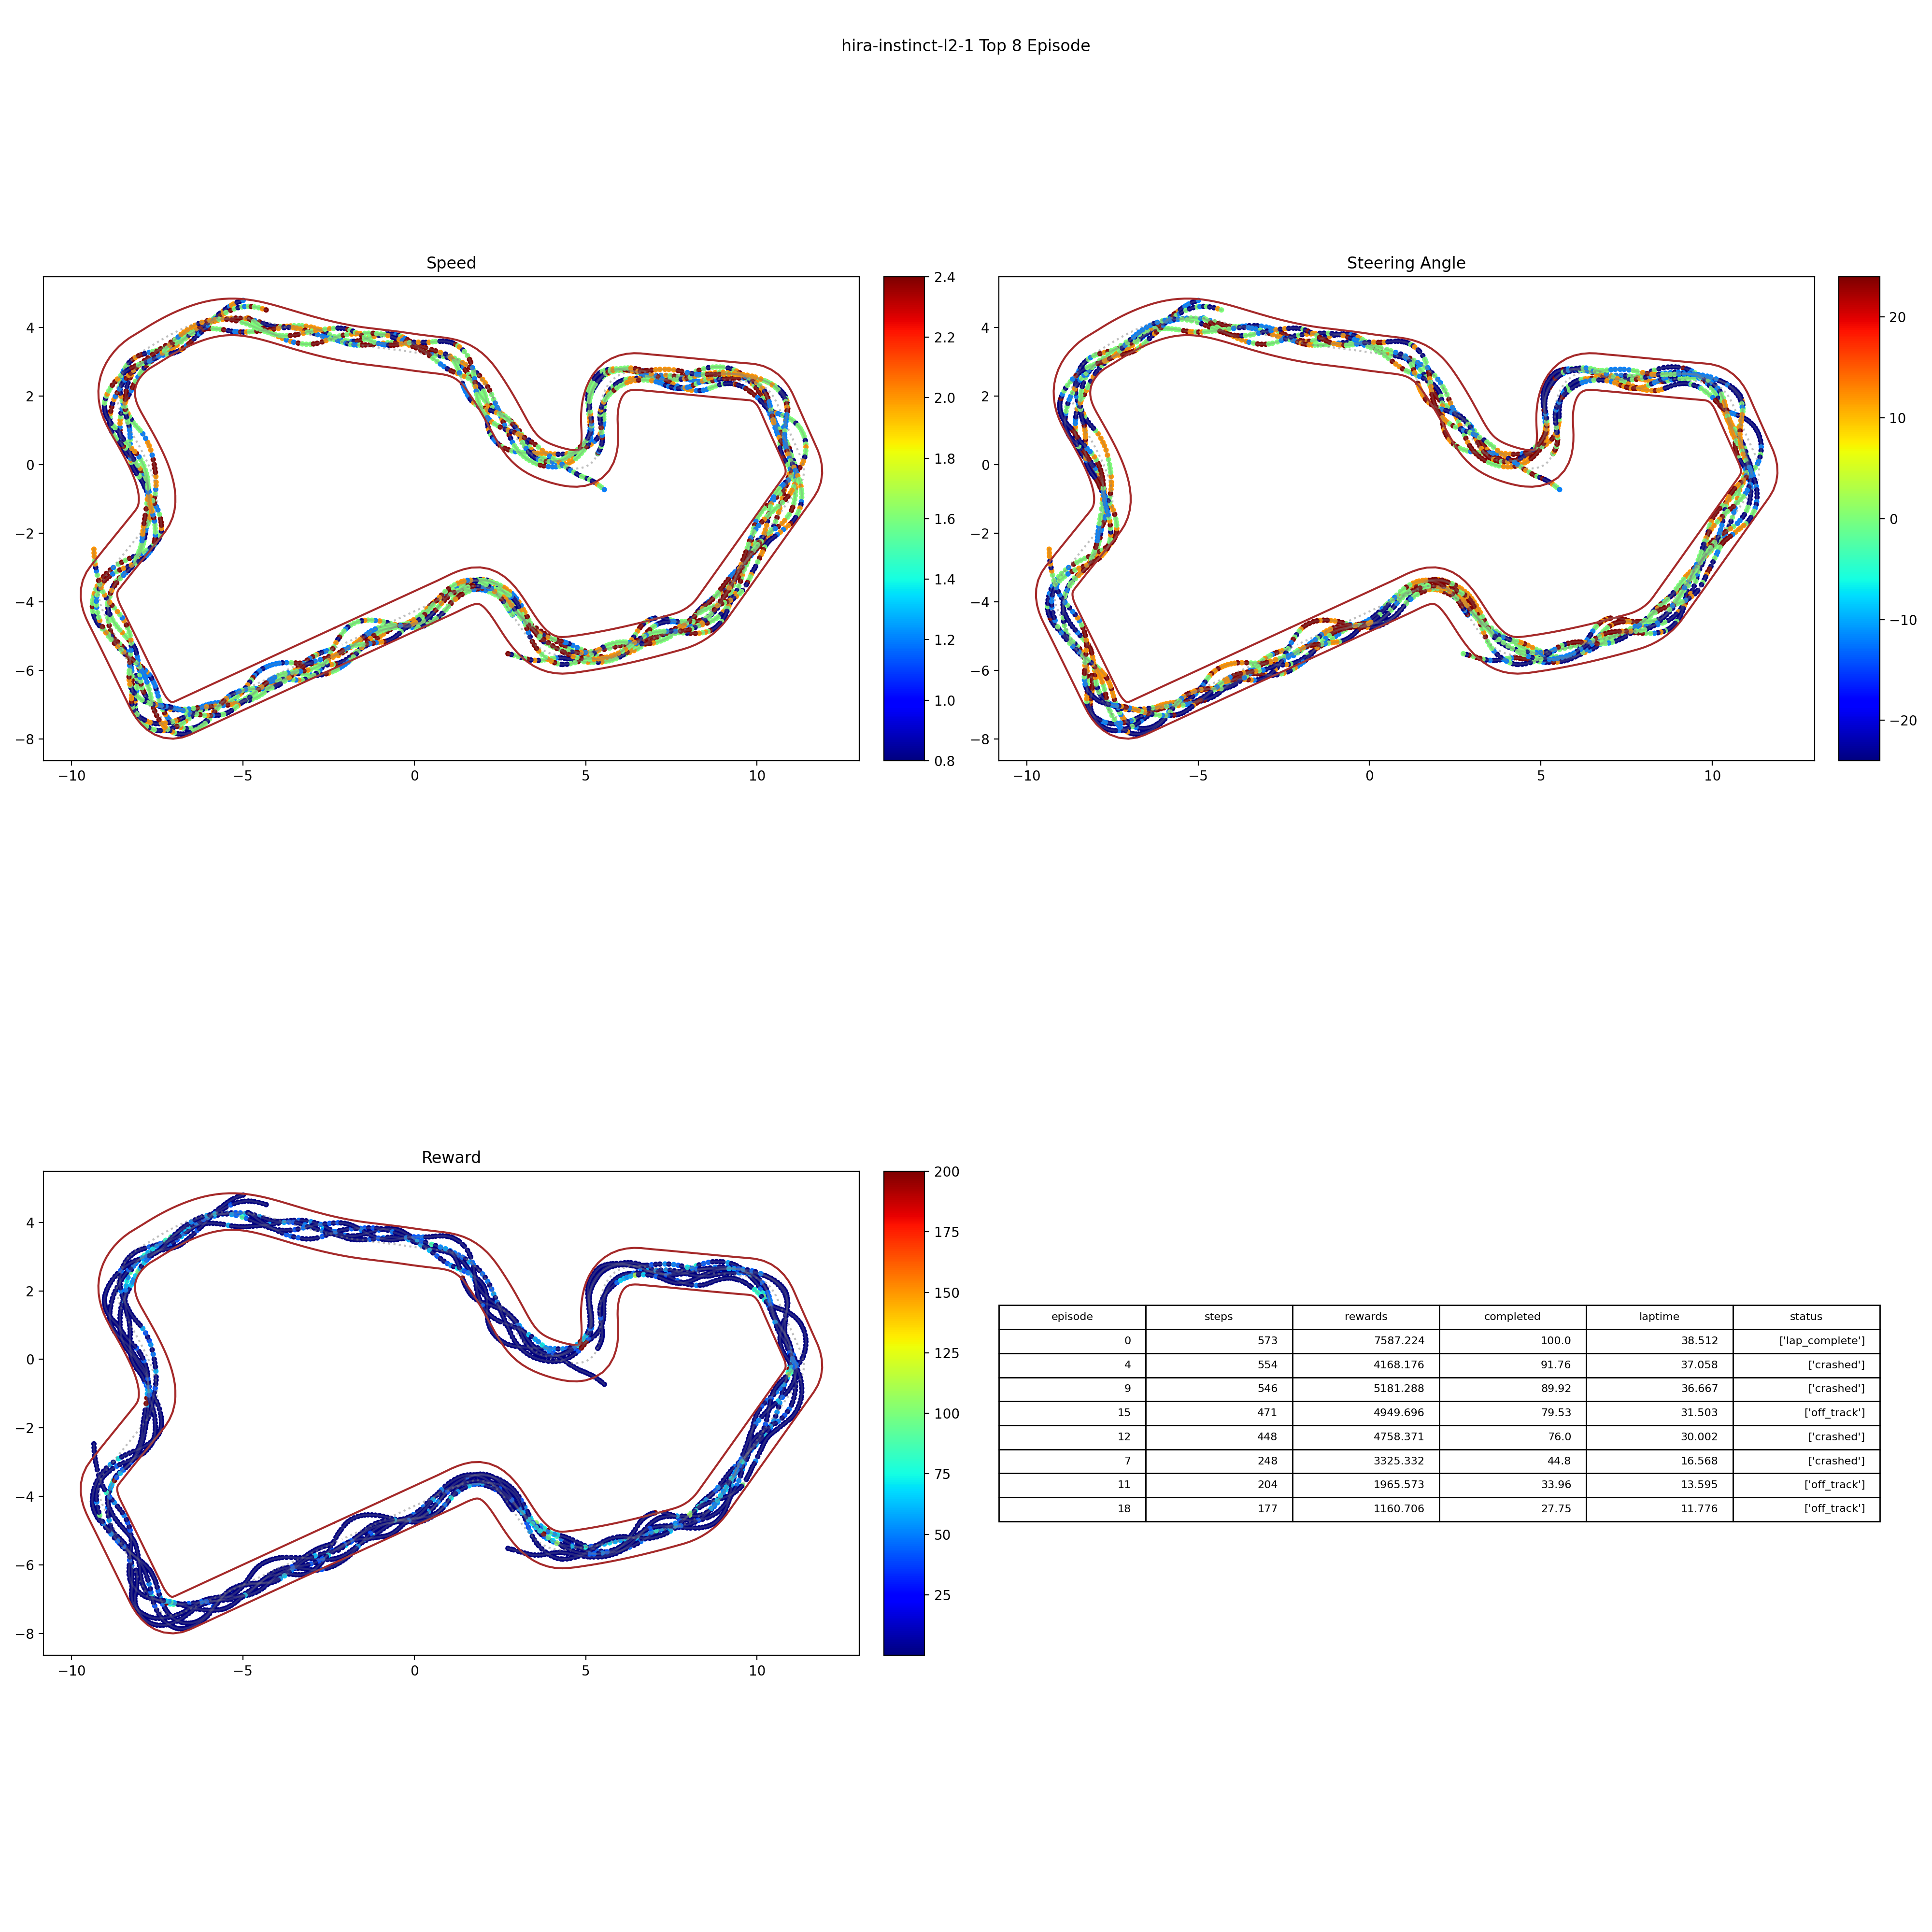 hira-instinct-l2-1 Top 8 Episode
Speed
4
2
0
−2
−4
−6
−8
−10 −5 0 5 10
2.4
2.2
2.0
1.8
1.6
1.4
1.2
1.0
0.8
Steering Angle
4
2
0
−2
−4
−6
−8
−10 −5 0 5 10
20
10
0
−10
−20
Reward
4
2
0
−2
−4
−6
−8
−10 −5 0 5 10
200
175
150
125
100
75
50
25
episode steps rewards completed laptime status
0 573 7587.224 100.0 38.512 ['lap_complete']
4 554 4168.176 91.76 37.058 ['crashed']
9 546 5181.288 89.92 36.667 ['crashed']
15 471 4949.696 79.53 31.503 ['off_track']
12 448 4758.371 76.0 30.002 ['crashed']
7 248 3325.332 44.8 16.568 ['crashed']
11 204 1965.573 33.96 13.595 ['off_track']
18 177 1160.706 27.75 11.776 ['off_track']